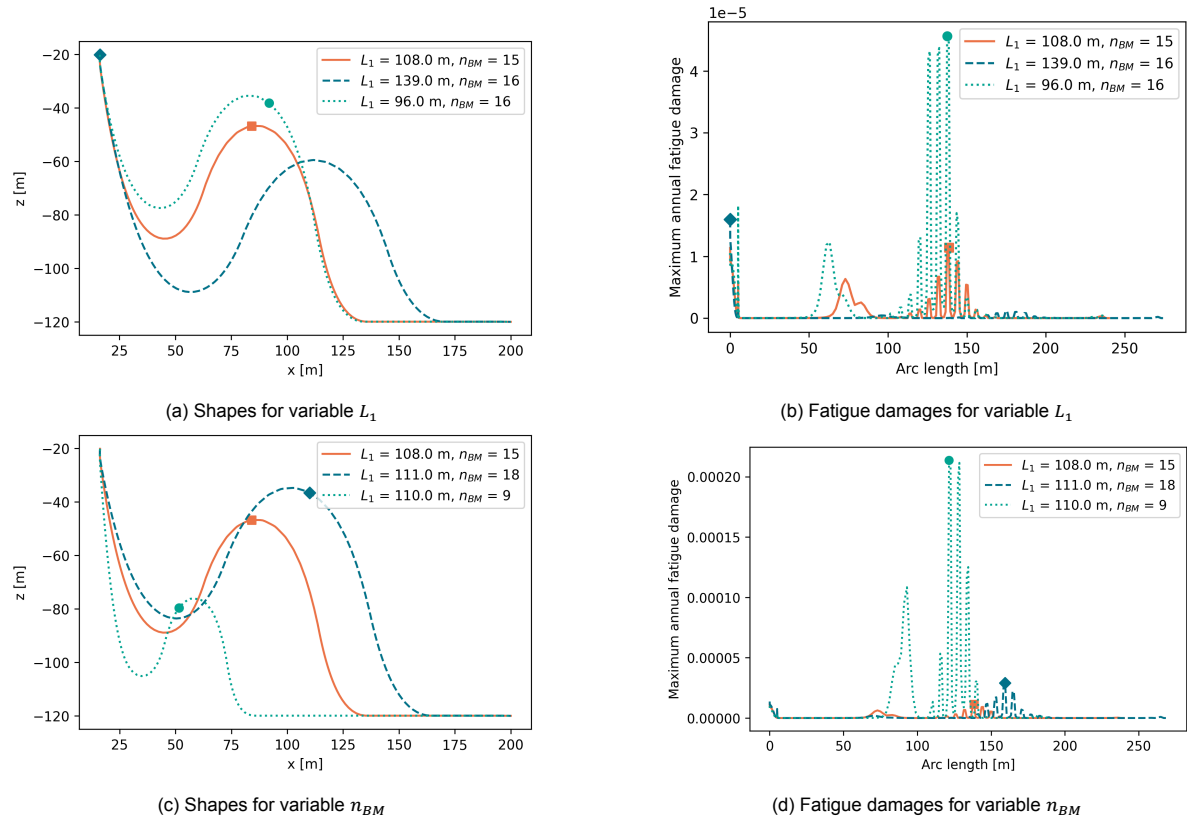 −20
−40
−60
−80
−100
−120
z [m]
25 50 75 100 125 150 175 200
x [m]
L₁ = 108.0 m, n_BM = 15
L₁ = 139.0 m, n_BM = 16
L₁ = 96.0 m, n_BM = 16
(a) Shapes for variable L₁
1e−5
4
3
2
1
0
Maximum annual fatigue damage
0 50 100 150 200 250
Arc length [m]
L₁ = 108.0 m, n_BM = 15
L₁ = 139.0 m, n_BM = 16
L₁ = 96.0 m, n_BM = 16
(b) Fatigue damages for variable L₁
−20
−40
−60
−80
−100
−120
z [m]
25 50 75 100 125 150 175 200
x [m]
L₁ = 108.0 m, n_BM = 15
L₁ = 111.0 m, n_BM = 18
L₁ = 110.0 m, n_BM = 9
(c) Shapes for variable n_BM
0.00020
0.00015
0.00010
0.00005
0.00000
Maximum annual fatigue damage
0 50 100 150 200 250
Arc length [m]
L₁ = 108.0 m, n_BM = 15
L₁ = 111.0 m, n_BM = 18
L₁ = 110.0 m, n_BM = 9
(d) Fatigue damages for variable n_BM